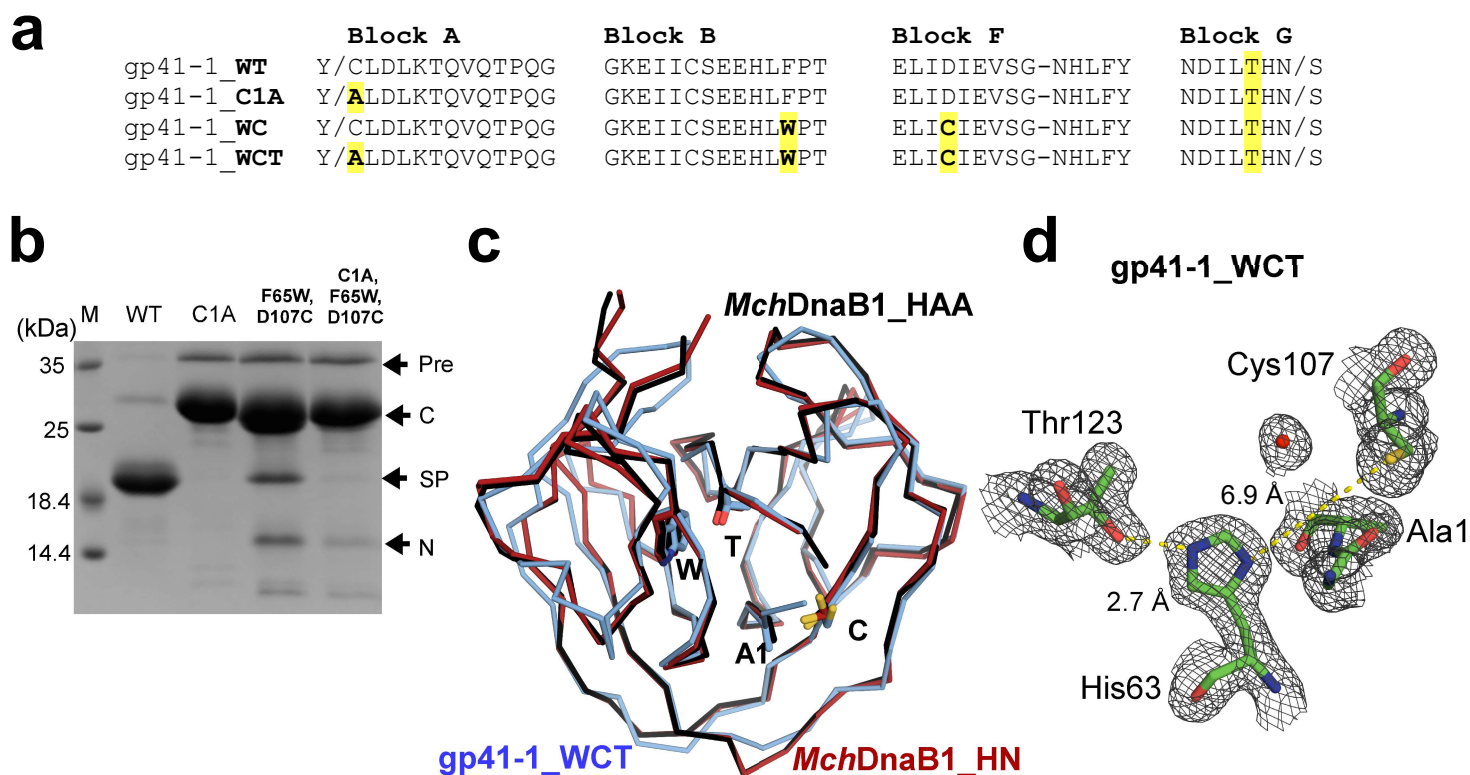 a
Block A Block B Block F Block G
gp41-1_WT Y/CLDLKTQVQTPQG GKEIICSEEHLFPT ELIDIEVSG-NHLFY NDILTHN/S
gp41-1_C1A Y/ALDLKTQVQTPQG GKEIICSEEHLFPT ELIDIEVSG-NHLFY NDILTHN/S
gp41-1_WC Y/CLDLKTQVQTPQG GKEIICSEEHLWPT ELICIEVSG-NHLFY NDILTHN/S
gp41-1_WCT Y/ALDLKTQVQTPQG GKEIICSEEHLWPT ELICIEVSG-NHLFY NDILTHN/S
b
(kDa) M WT C1A F65W, D107C C1A, F65W, D107C
35 Pre
25 C
18.4 SP
14.4 N
c
MchDnaB1_HAA
W T
A1 C
gp41-1_WCT MchDnaB1_HN
d
gp41-1_WCT
Cys107
Thr123
6.9 Å
Ala1
2.7 Å
His63